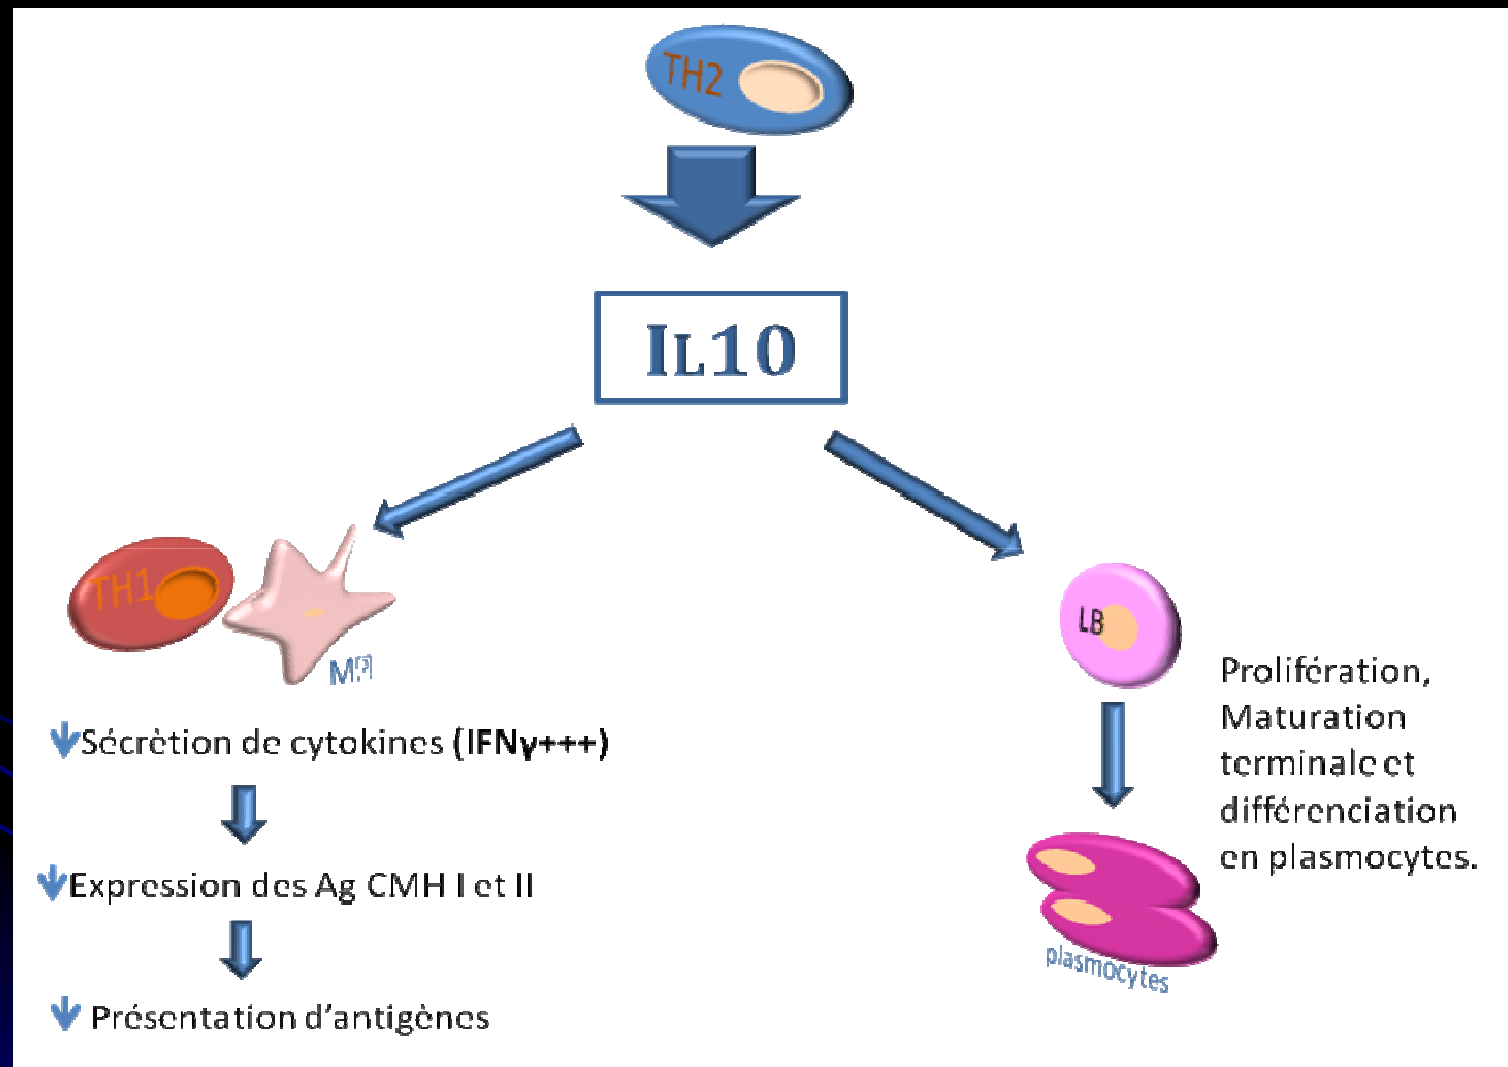 TH2
IL10
TH1
M
↓Sécrètion de cytokines (IFNγ+++)
↓Expression des Ag CMH I et II
↓ Présentation d'antigènes
LB
Prolifération,
Maturation
terminale et
différenciation
en plasmocytes.
plasmocytes